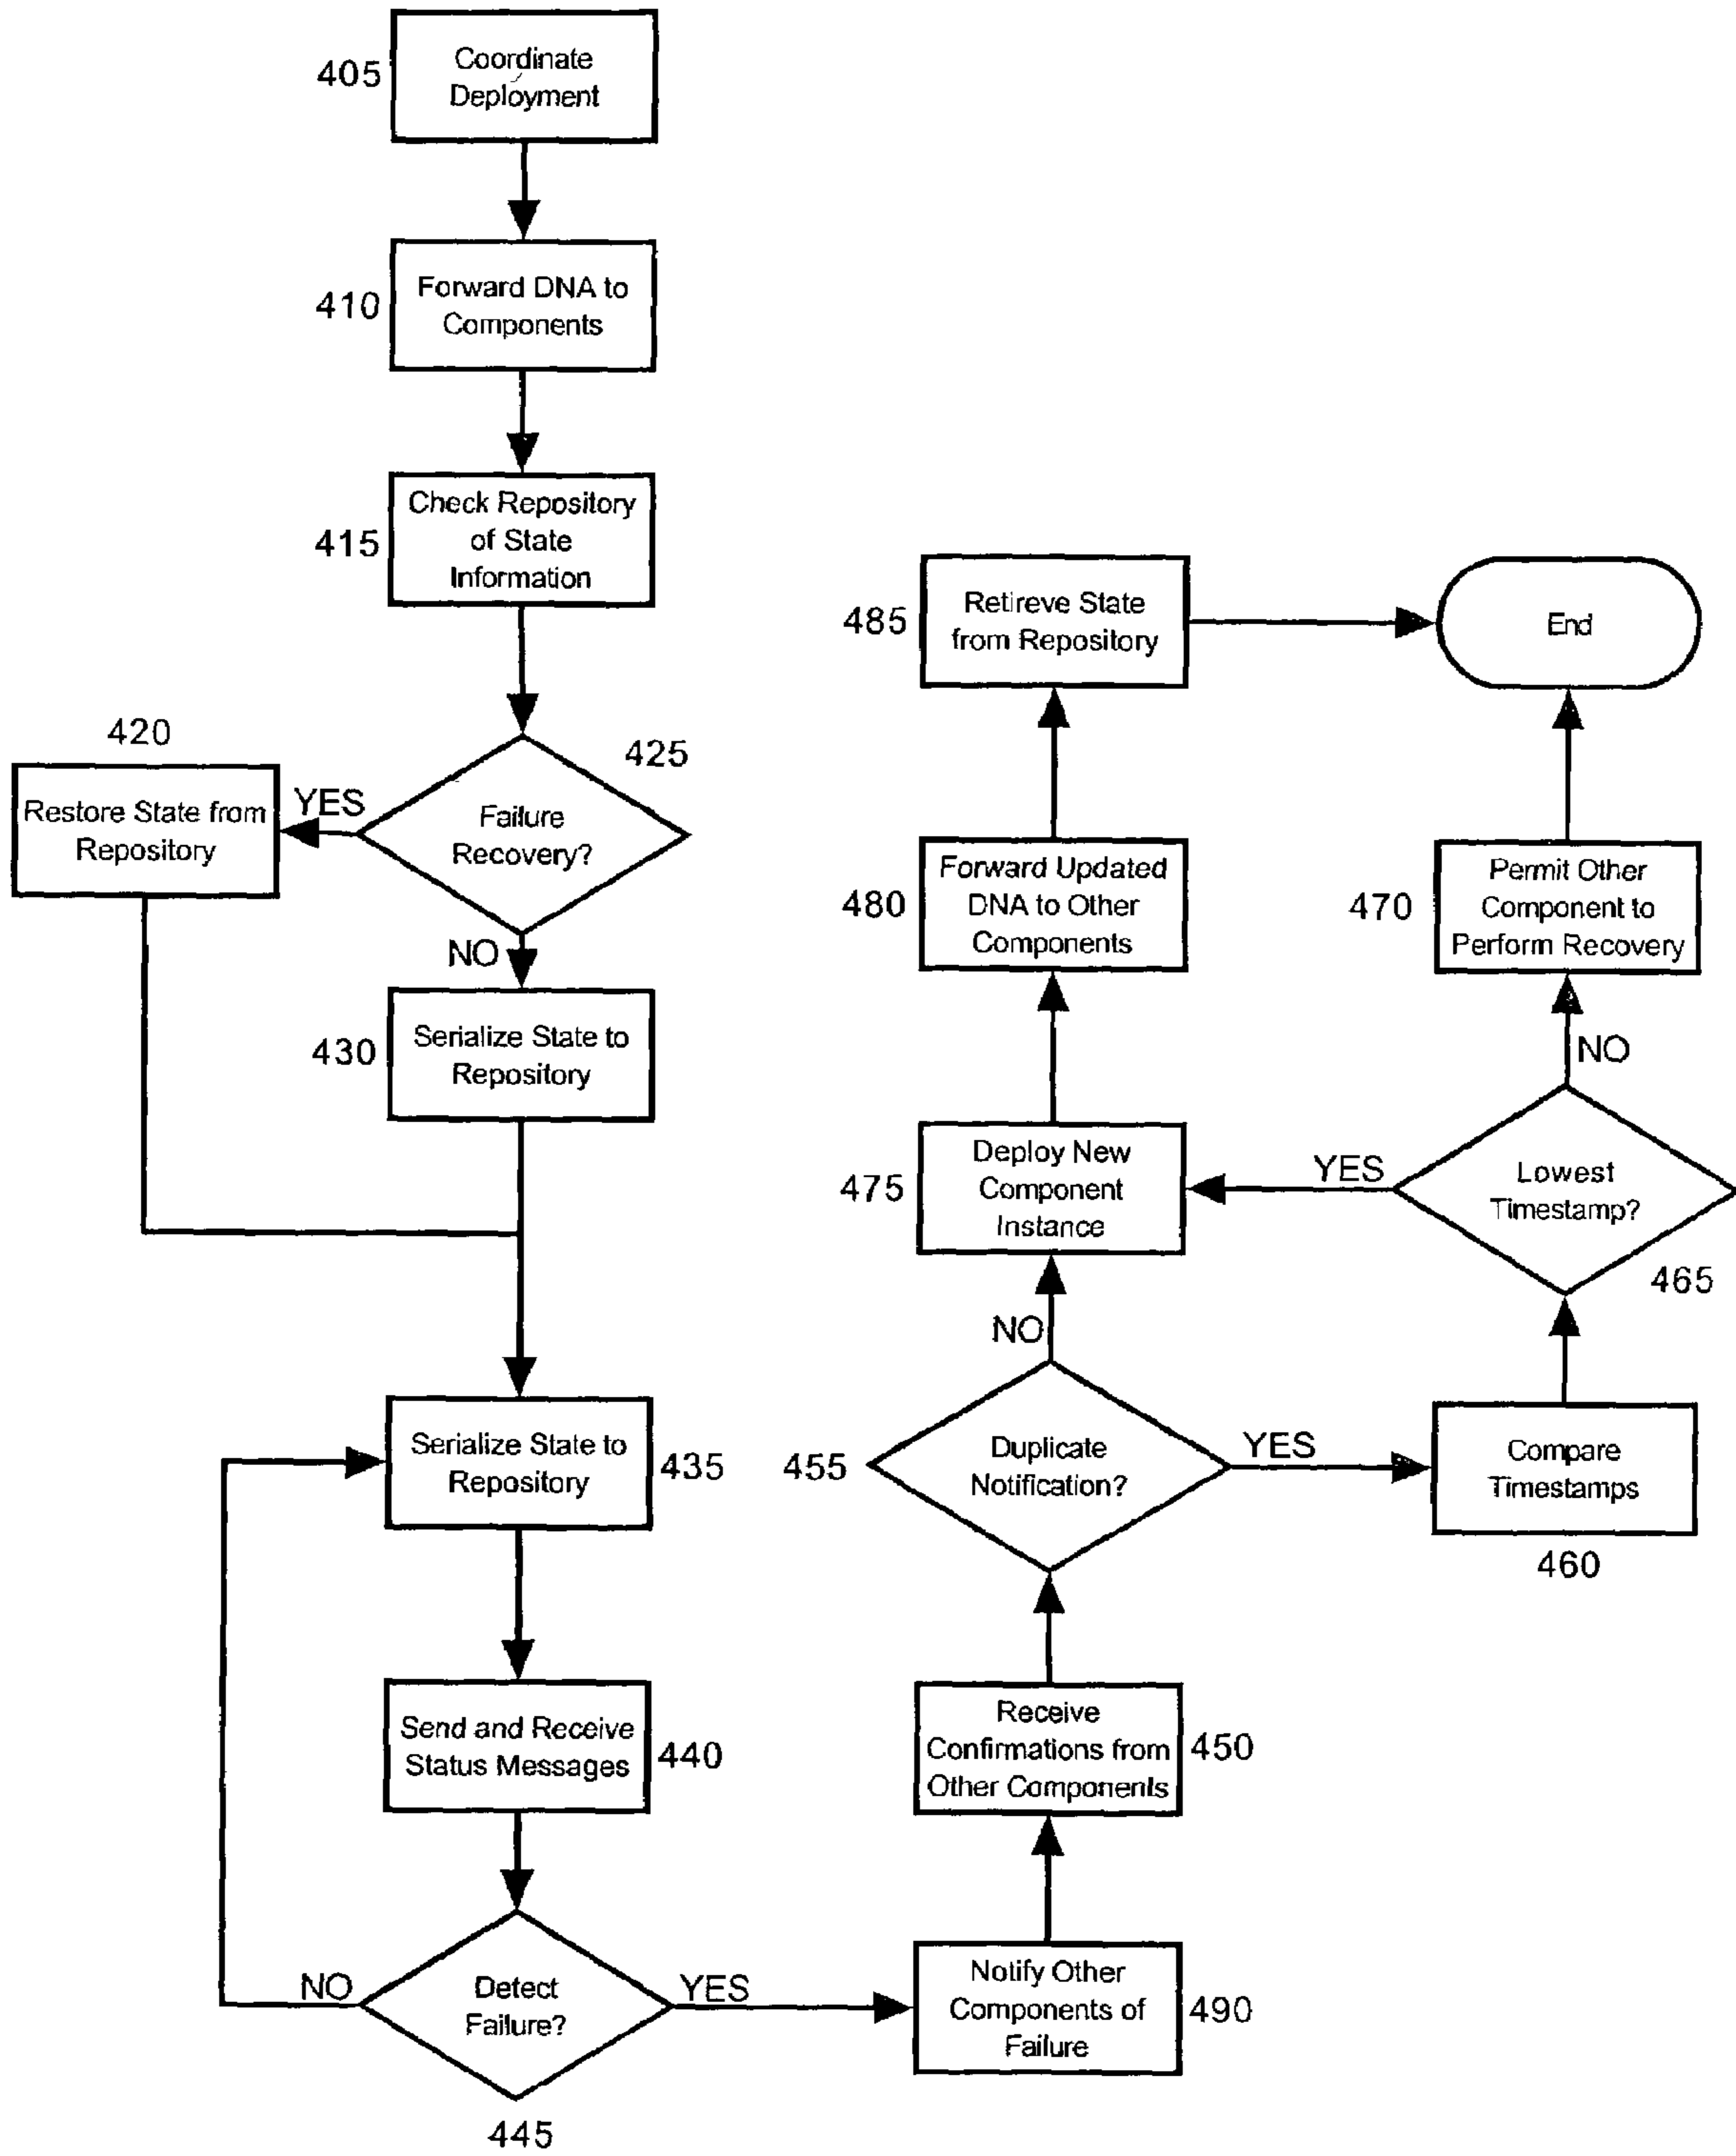 405
Coordinate
Deployment
410
Forward DNA to
Components
415
Check Repository
of State
Information
420
Restore State from
Repository
YES
425
Failure
Recovery?
NO
430
Serialize State to
Repository
Serialize State to
Repository
435
Send and Receive
Status Messages
440
NO
Detect
Failure?
YES
445
Notify Other
Components of
Failure
490
Receive
Confirmations from
Other Components
450
455
Duplicate
Notification?
YES
NO
Compare
Timestamps
460
Lowest
Timestamp?
465
YES
NO
475
Deploy New
Component
Instance
470
Permit Other
Component to
Perform Recovery
480
Forward Updated
DNA to Other
Components
485
Retireve State
from Repository
End